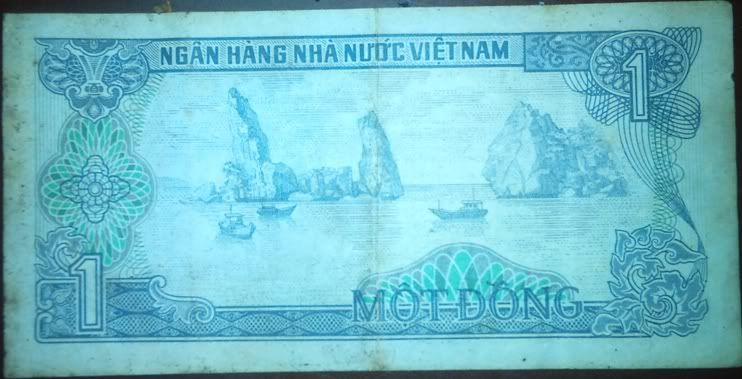 NGÂN HÀNG NHÀ NƯỚC VIỆT NAM
1
1
MỘT ĐỒNG